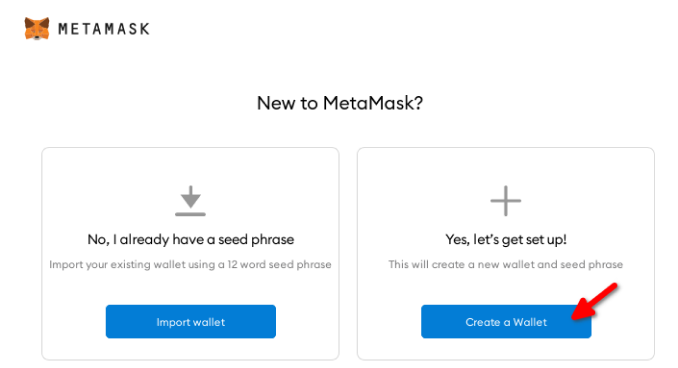 METAMASK
New to MetaMask?
No, I already have a seed phrase
Import your existing wallet using a 12 word seed phrase
Import wallet
Yes, let's get set up!
This will create a new wallet and seed phrase
Create a Wallet